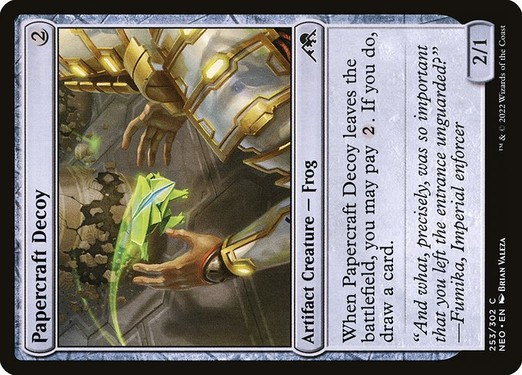 Papercraft Decoy 2
Artifact Creature — Frog
When Papercraft Decoy leaves the
battlefield, you may pay 2. If you do,
draw a card.
"And what, precisely, was so important
that you left the entrance unguarded?"
—Fumika, Imperial enforcer
2/1
253/302 C
NEO • EN Brian Valeza
™ & © 2022 Wizards of the Coast